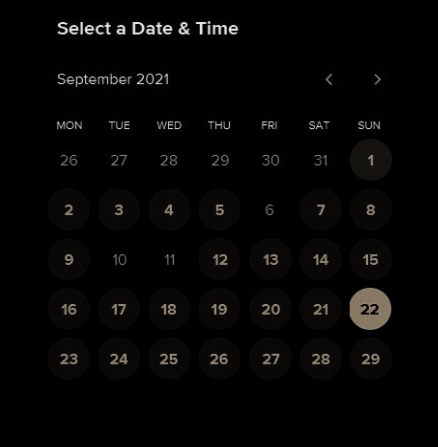 Select a Date & Time
September 2021
MON TUE WED THU FRI SAT SUN
26 27 28 29 30 31 1
2 3 4 5 6 7 8
9 10 11 12 13 14 15
16 17 18 19 20 21 22
23 24 25 26 27 28 29